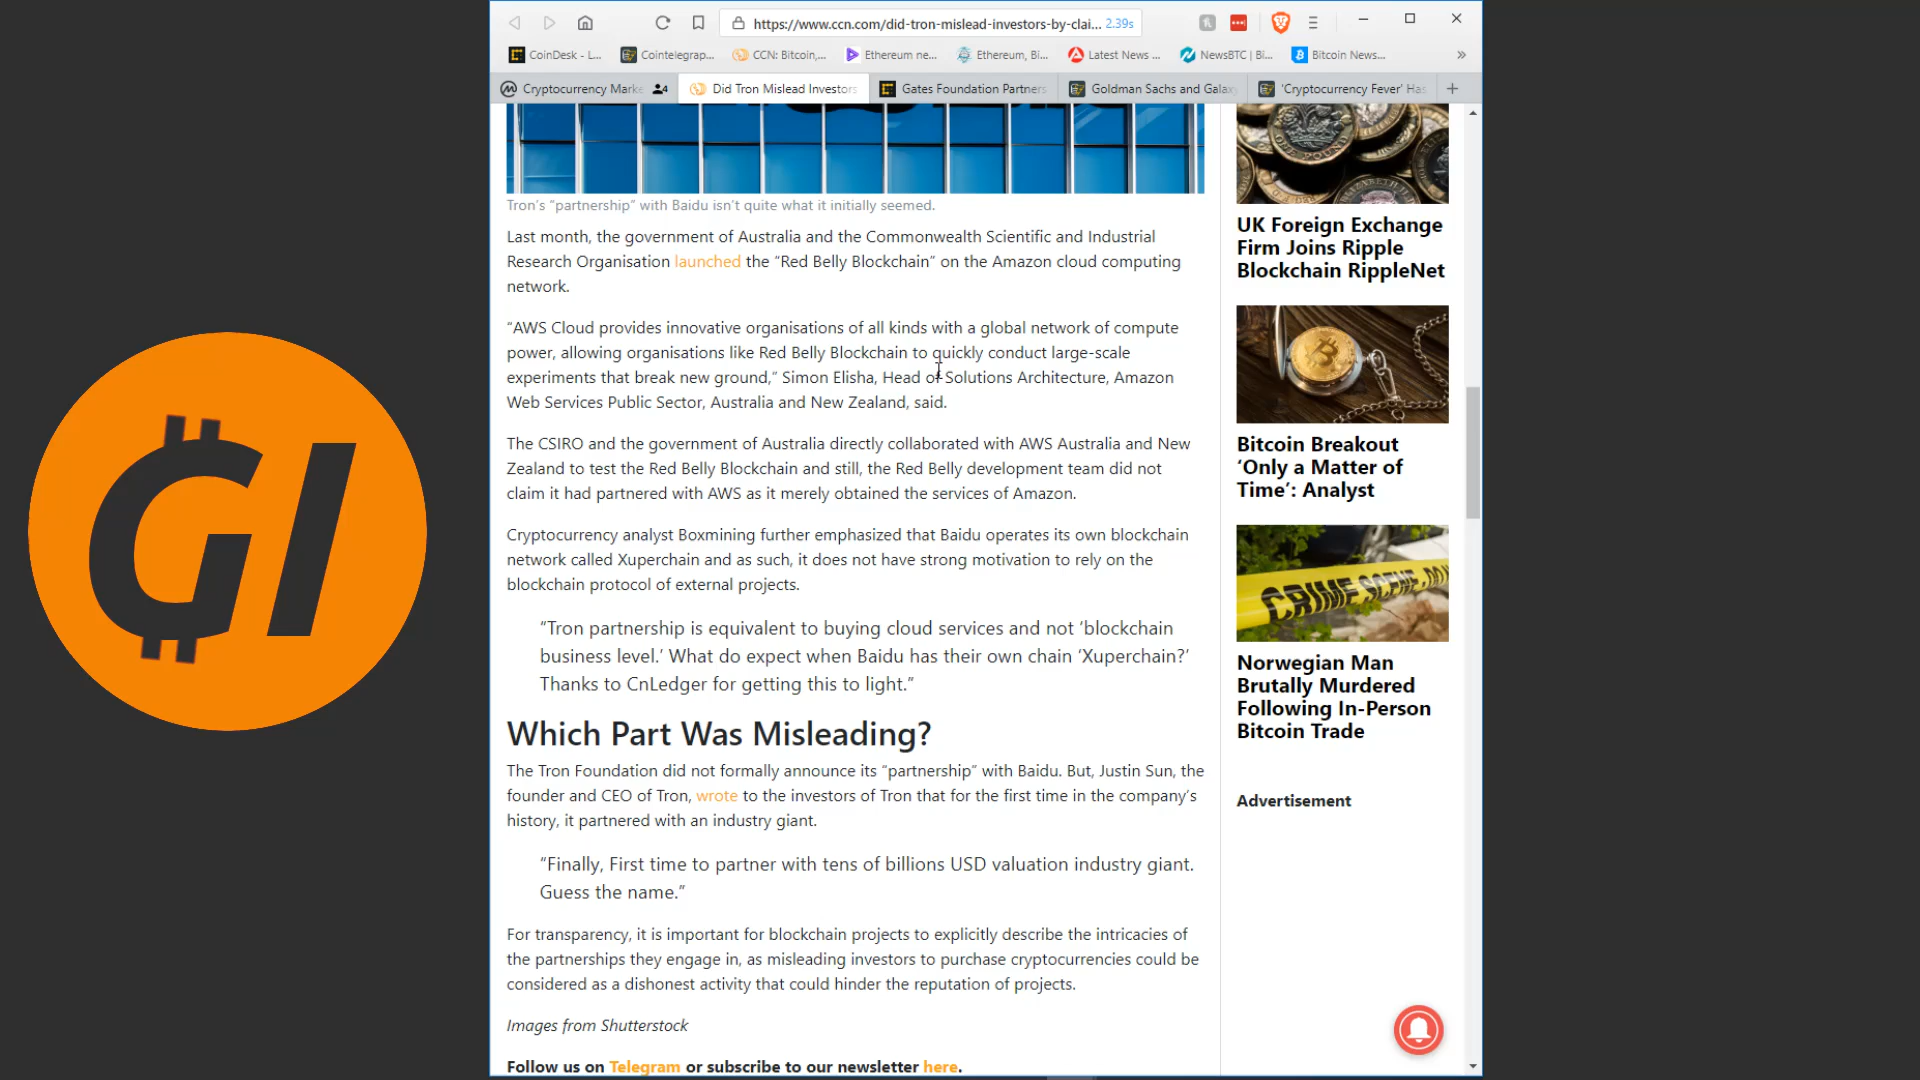 https://www.ccn.com/did-tron-mislead-investors-by-clai... 2.39s
CoinDesk - L... Cointelegrap... CCN: Bitcoin,... Ethereum ne... Ethereum, Bi... Latest News ... NewsBTC | Bi... Bitcoin News...
Cryptocurrency Marke 4 Did Tron Mislead Investors Gates Foundation Partners Goldman Sachs and Galax 'Cryptocurrency Fever' Has
Tron's “partnership” with Baidu isn't quite what it initially seemed.
Last month, the government of Australia and the Commonwealth Scientific and Industrial
Research Organisation launched the “Red Belly Blockchain” on the Amazon cloud computing
network.
“AWS Cloud provides innovative organisations of all kinds with a global network of compute
power, allowing organisations like Red Belly Blockchain to quickly conduct large-scale
experiments that break new ground,” Simon Elisha, Head of Solutions Architecture, Amazon
Web Services Public Sector, Australia and New Zealand, said.
The CSIRO and the government of Australia directly collaborated with AWS Australia and New
Zealand to test the Red Belly Blockchain and still, the Red Belly development team did not
claim it had partnered with AWS as it merely obtained the services of Amazon.
Cryptocurrency analyst Boxmining further emphasized that Baidu operates its own blockchain
network called Xuperchain and as such, it does not have strong motivation to rely on the
blockchain protocol of external projects.
“Tron partnership is equivalent to buying cloud services and not ‘blockchain
business level.’ What do expect when Baidu has their own chain ‘Xuperchain?’
Thanks to CnLedger for getting this to light.”
Which Part Was Misleading?
The Tron Foundation did not formally announce its “partnership” with Baidu. But, Justin Sun, the
founder and CEO of Tron, wrote to the investors of Tron that for the first time in the company's
history, it partnered with an industry giant.
“Finally, First time to partner with tens of billions USD valuation industry giant.
Guess the name.”
For transparency, it is important for blockchain projects to explicitly describe the intricacies of
the partnerships they engage in, as misleading investors to purchase cryptocurrencies could be
considered as a dishonest activity that could hinder the reputation of projects.
Images from Shutterstock
Follow us on Telegram or subscribe to our newsletter here.
UK Foreign Exchange
Firm Joins Ripple
Blockchain RippleNet
Bitcoin Breakout
‘Only a Matter of
Time’: Analyst
CRIME SCENE DO
Norwegian Man
Brutally Murdered
Following In-Person
Bitcoin Trade
Advertisement
GI